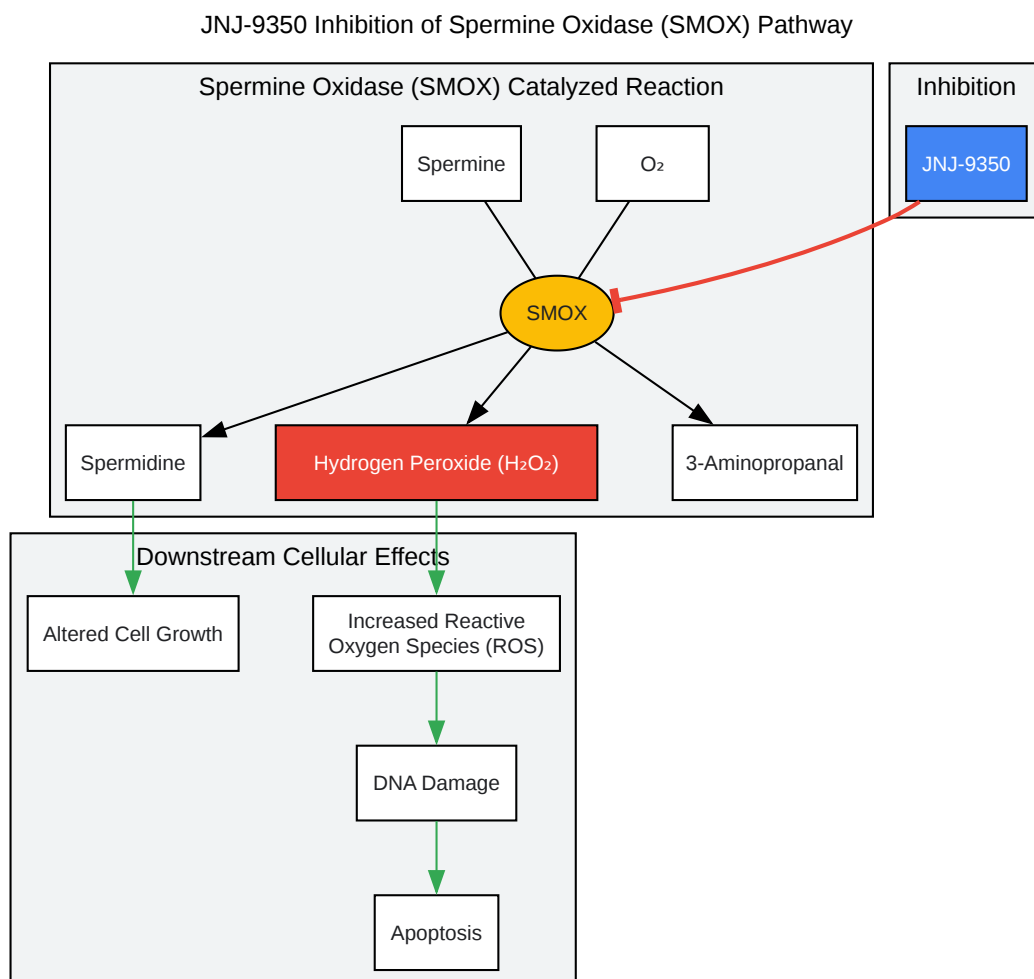 JNJ-9350 Inhibition of Spermine Oxidase (SMOX) Pathway
Spermine Oxidase (SMOX) Catalyzed Reaction
Inhibition
Spermine
O₂
JNJ-9350
SMOX
Spermidine
Hydrogen Peroxide (H₂O₂)
3-Aminopropanal
Downstream Cellular Effects
Altered Cell Growth
Increased Reactive
Oxygen Species (ROS)
DNA Damage
Apoptosis